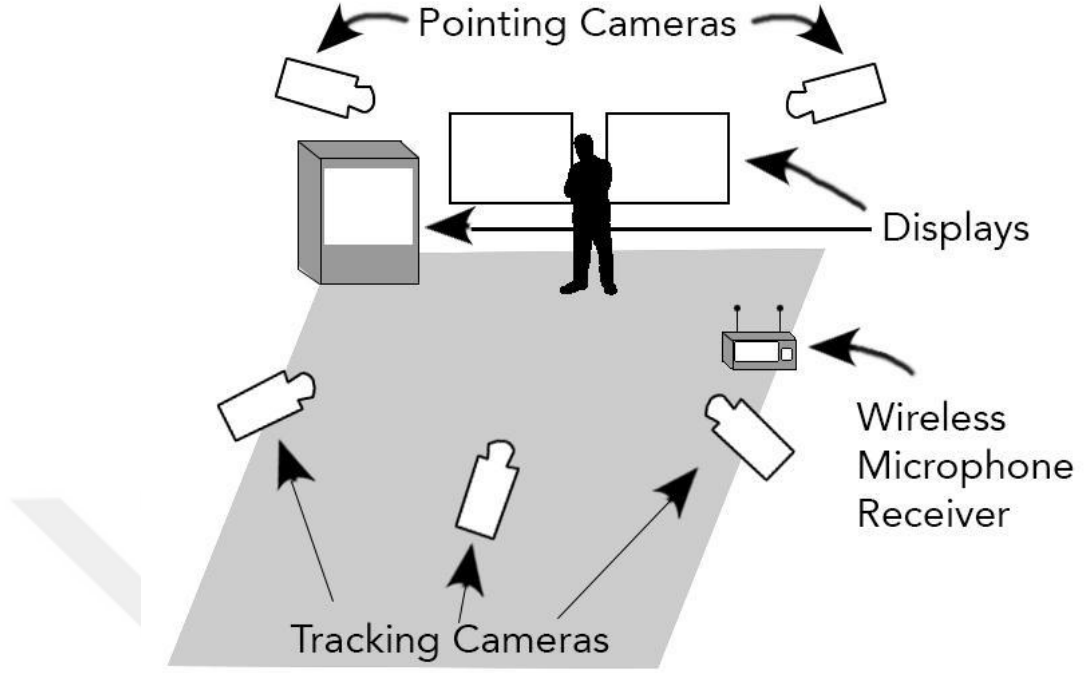 Pointing Cameras
Displays
Wireless
Microphone
Receiver
Tracking Cameras